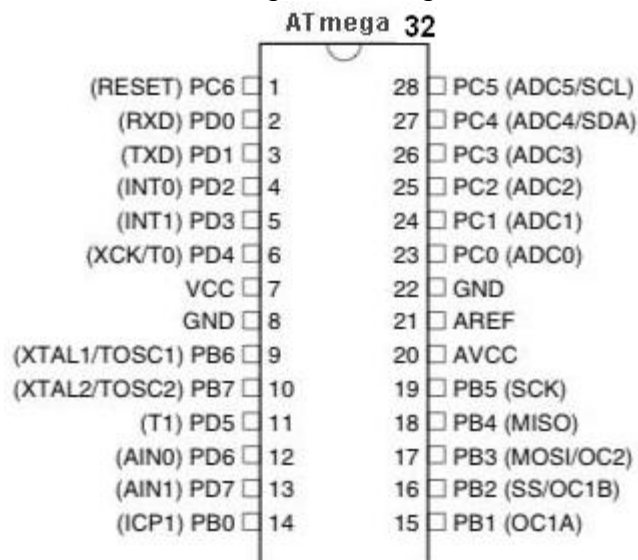 ATmega 32
(RESET) PC6 1 28 PC5 (ADC5/SCL)
(RXD) PD0 2 27 PC4 (ADC4/SDA)
(TXD) PD1 3 26 PC3 (ADC3)
(INT0) PD2 4 25 PC2 (ADC2)
(INT1) PD3 5 24 PC1 (ADC1)
(XCK/T0) PD4 6 23 PC0 (ADC0)
VCC 7 22 GND
GND 8 21 AREF
(XTAL1/TOSC1) PB6 9 20 AVCC
(XTAL2/TOSC2) PB7 10 19 PB5 (SCK)
(T1) PD5 11 18 PB4 (MISO)
(AIN0) PD6 12 17 PB3 (MOSI/OC2)
(AIN1) PD7 13 16 PB2 (SS/OC1B)
(ICP1) PB0 14 15 PB1 (OC1A)